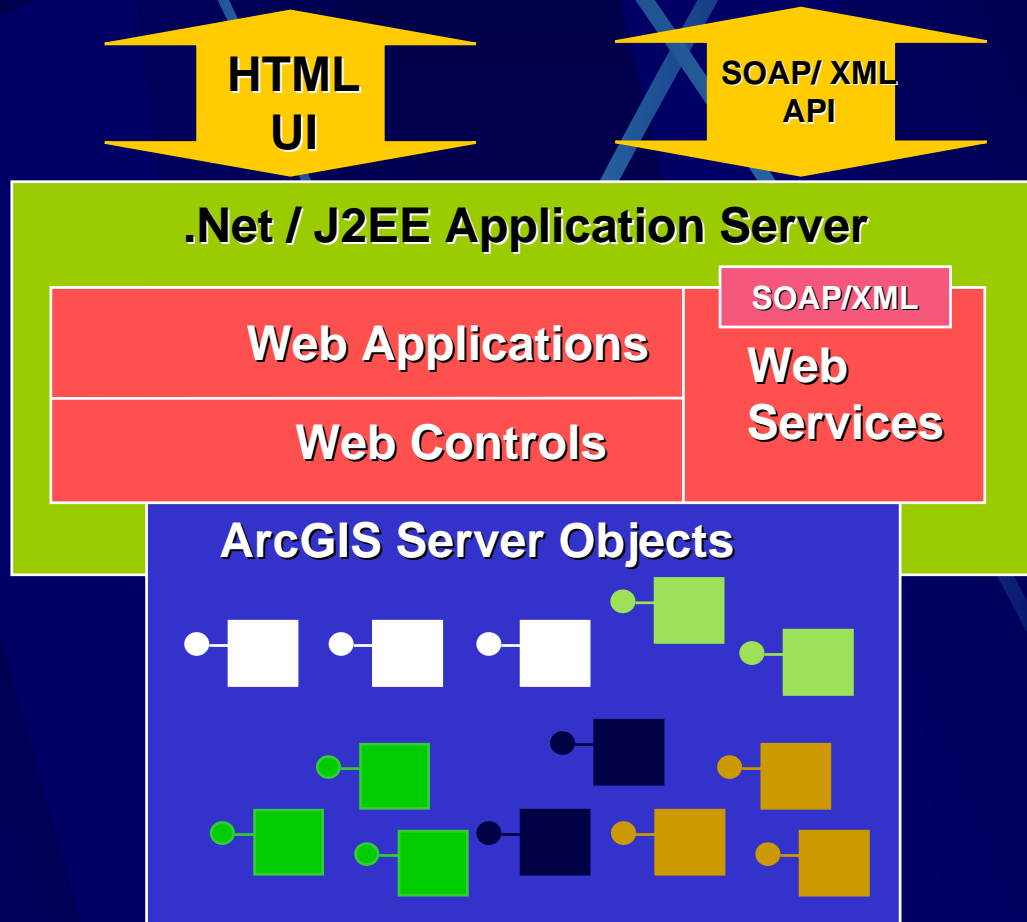 HTML
UI
SOAP/ XML
API
.Net / J2EE Application Server
SOAP/XML
Web Applications
Web
Services
Web Controls
ArcGIS Server Objects